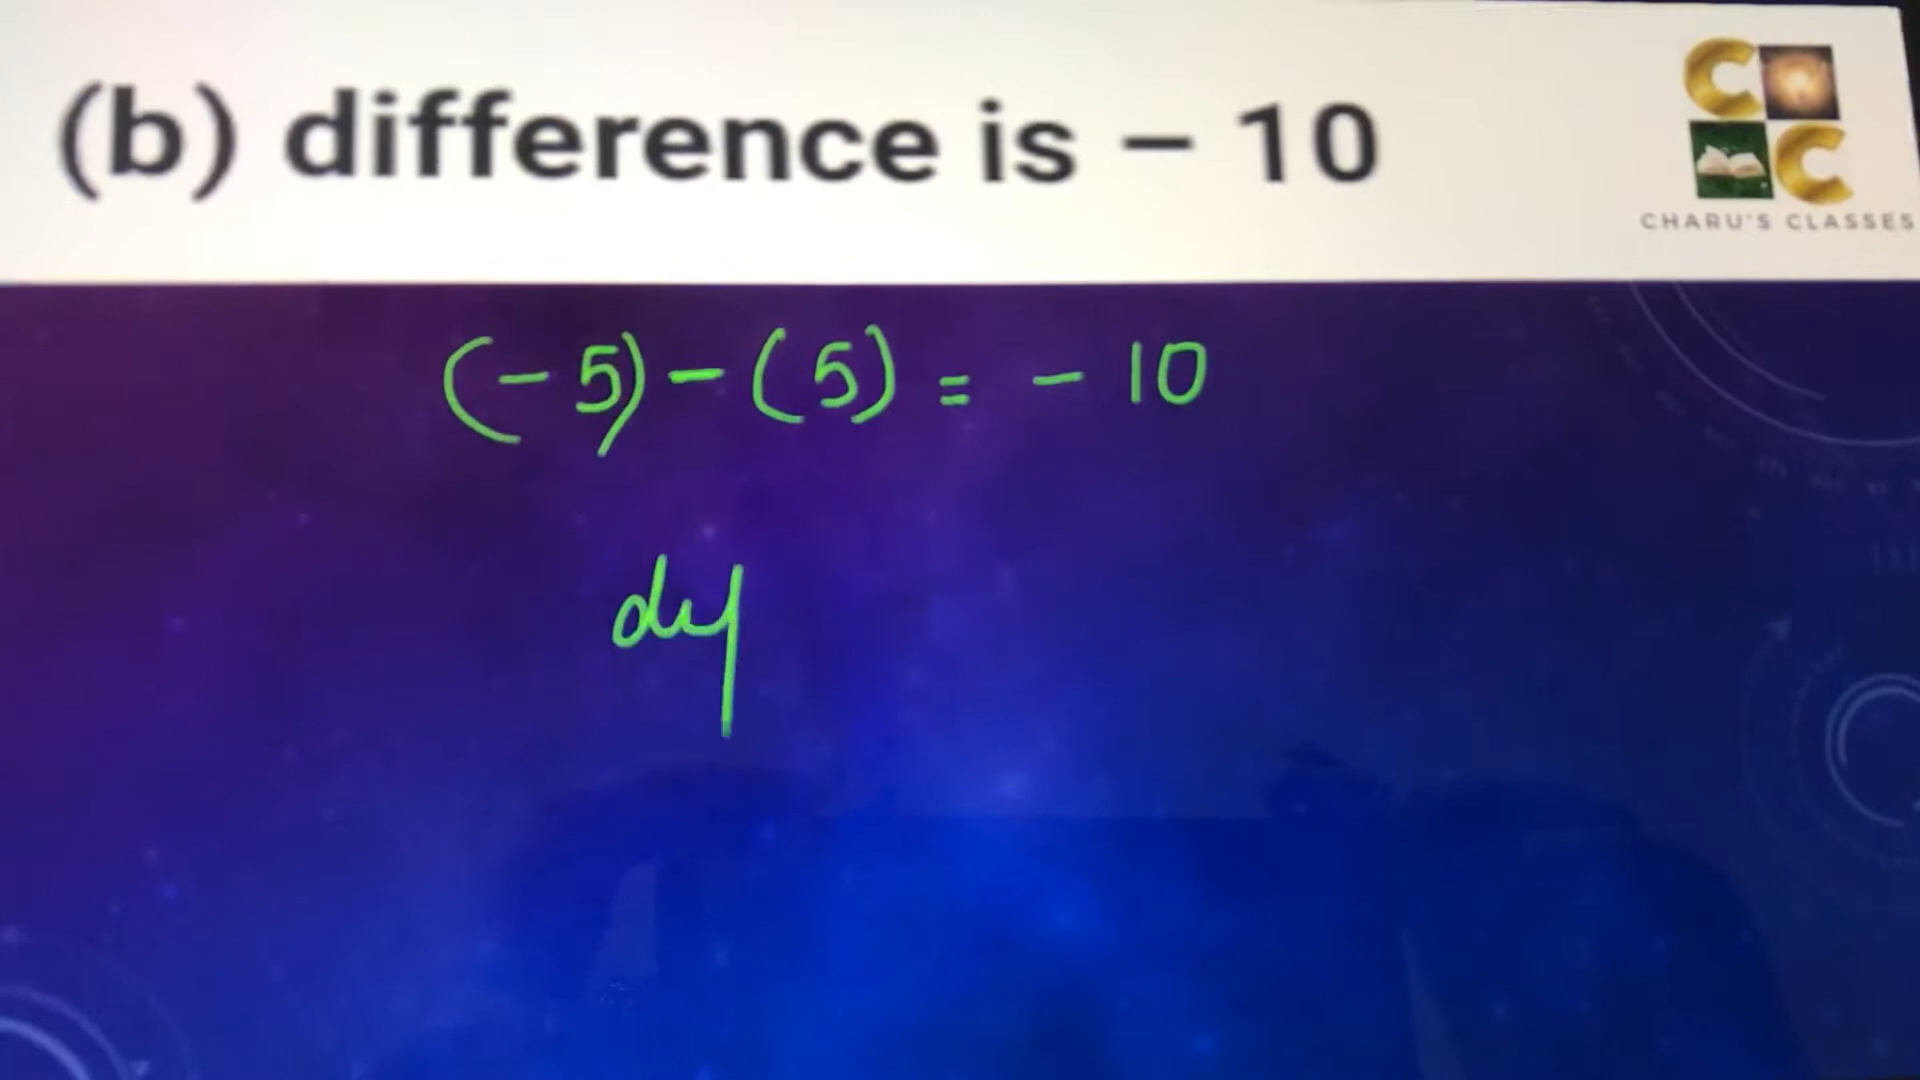 (b) difference is – 10
CHARU'S CLASSES
(-5) - (5) = - 10
dif